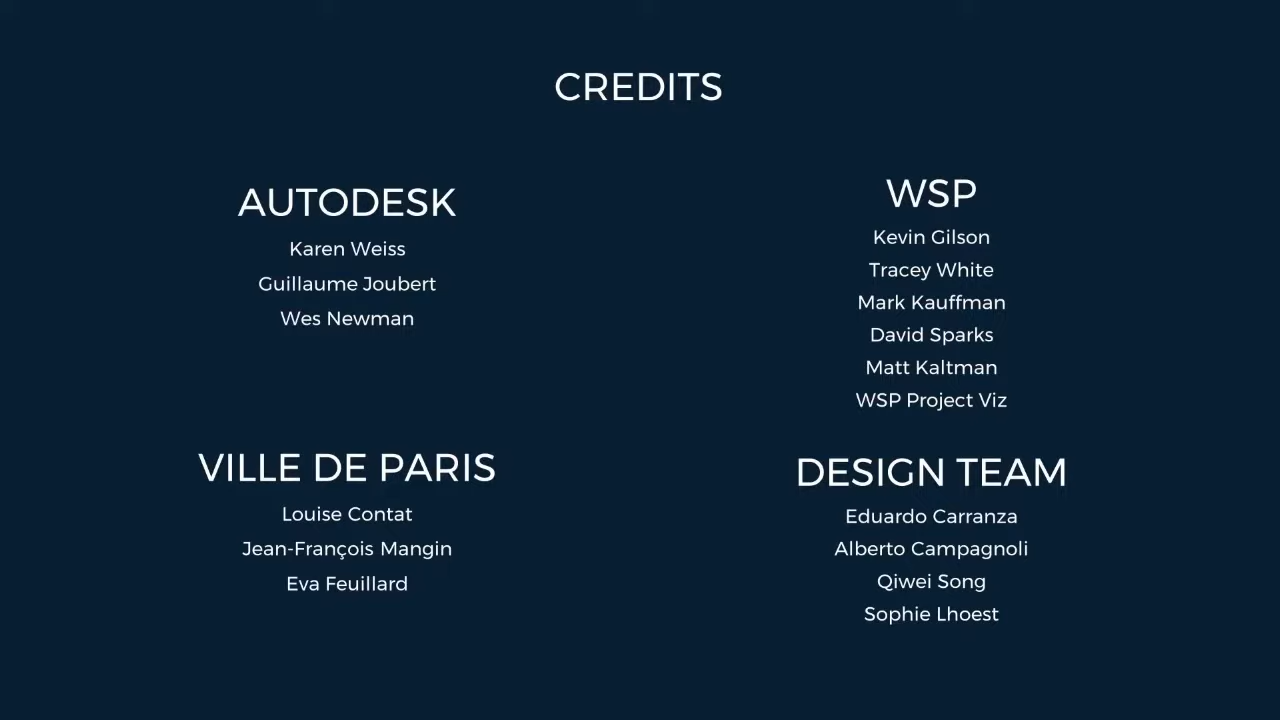 CREDITS
AUTODESK
Karen Weiss
Guillaume Joubert
Wes Newman
WSP
Kevin Gilson
Tracey White
Mark Kauffman
David Sparks
Matt Kaltman
WSP Project Viz
VILLE DE PARIS
Louise Contat
Jean-François Mangin
Eva Feuillard
DESIGN TEAM
Eduardo Carranza
Alberto Campagnoli
Qiwei Song
Sophie Lhoest